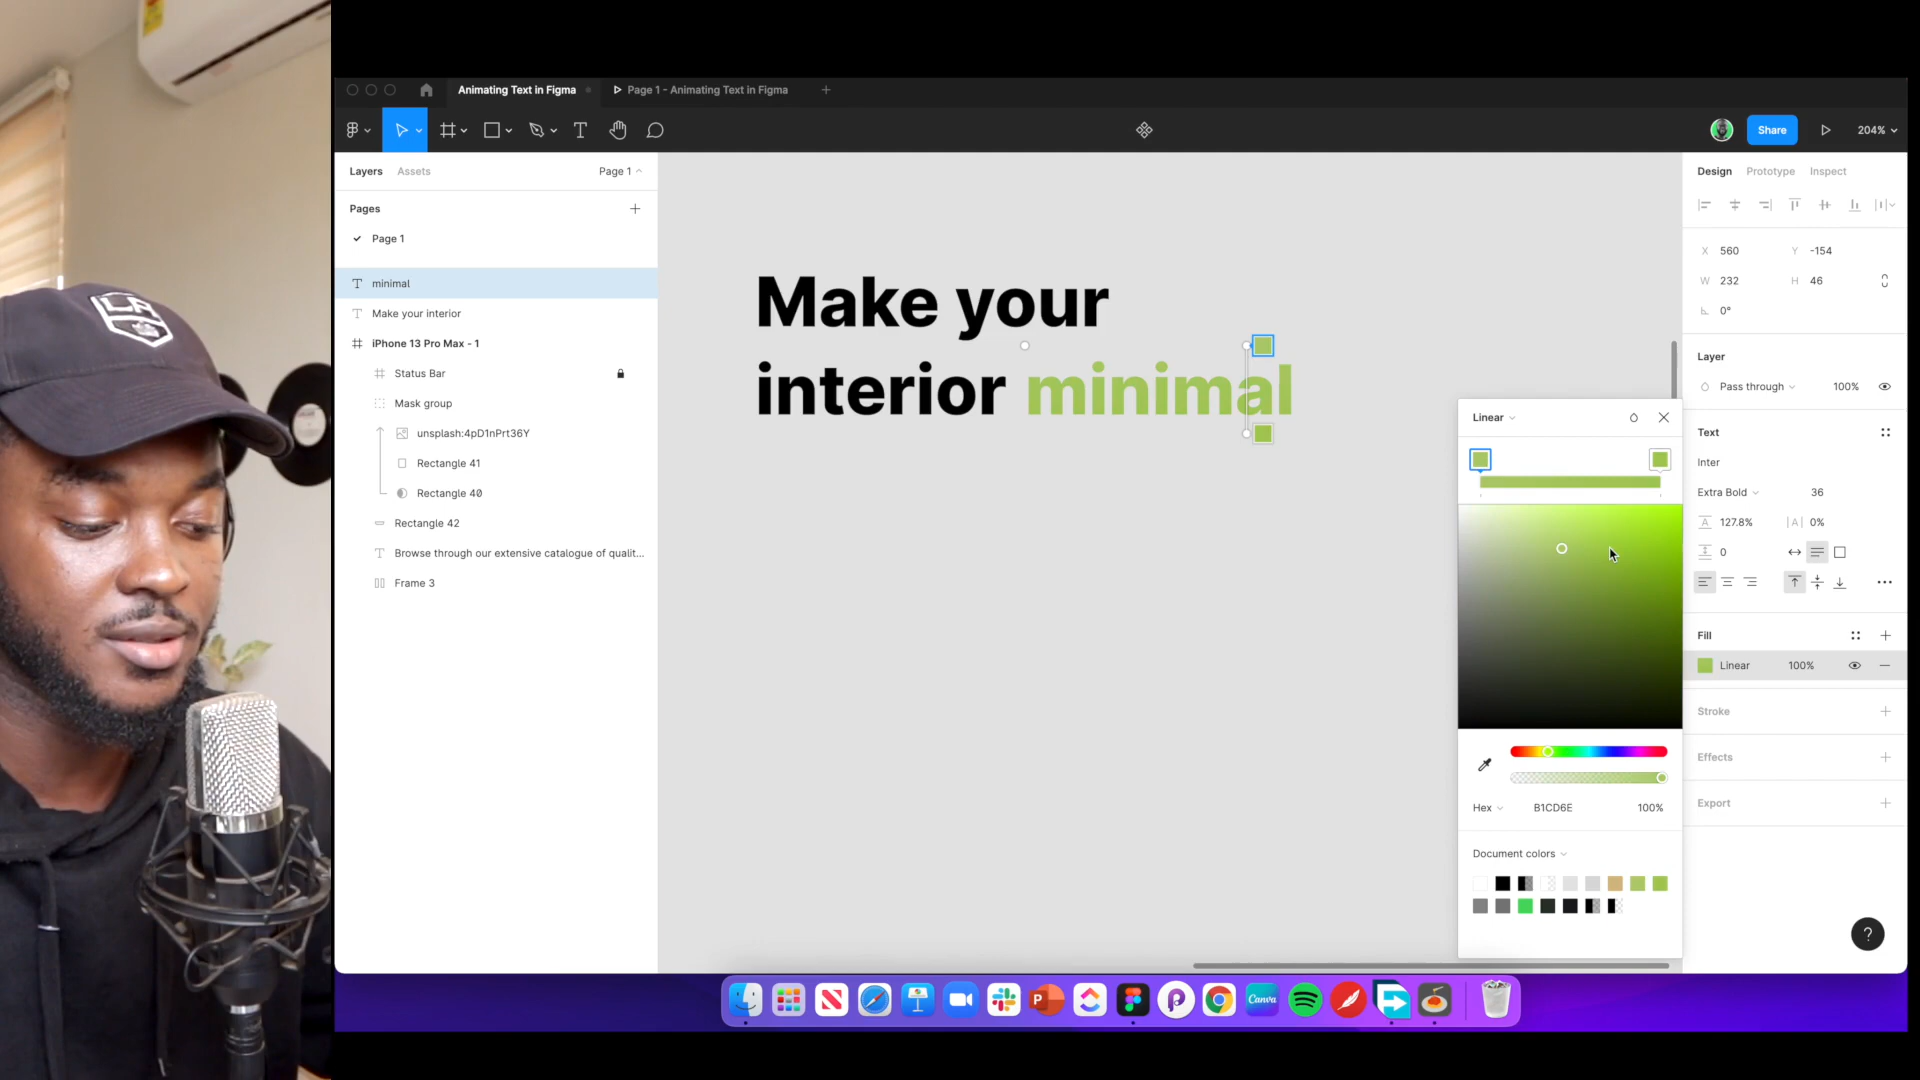 Animating Text in Figma
Page 1 - Animating Text in Figma
Share
204%
Layers
Assets
Page 1
Pages
Page 1
minimal
Make your interior
iPhone 13 Pro Max - 1
Status Bar
Mask group
unsplash:4pD1nPrt36Y
Rectangle 41
Rectangle 40
Rectangle 42
Browse through our extensive catalogue of qualit...
Frame 3
Make your
interior minimal
Linear
Hex
B1CD6E
100%
Document colors
Design
Prototype
Inspect
X 560
Y -154
W 232
H 46
0°
Layer
Pass through
100%
Text
Inter
Extra Bold
36
A 127.8%
|A| 0%
0
Fill
Linear
100%
Stroke
Effects
Export
?
LA
Canva